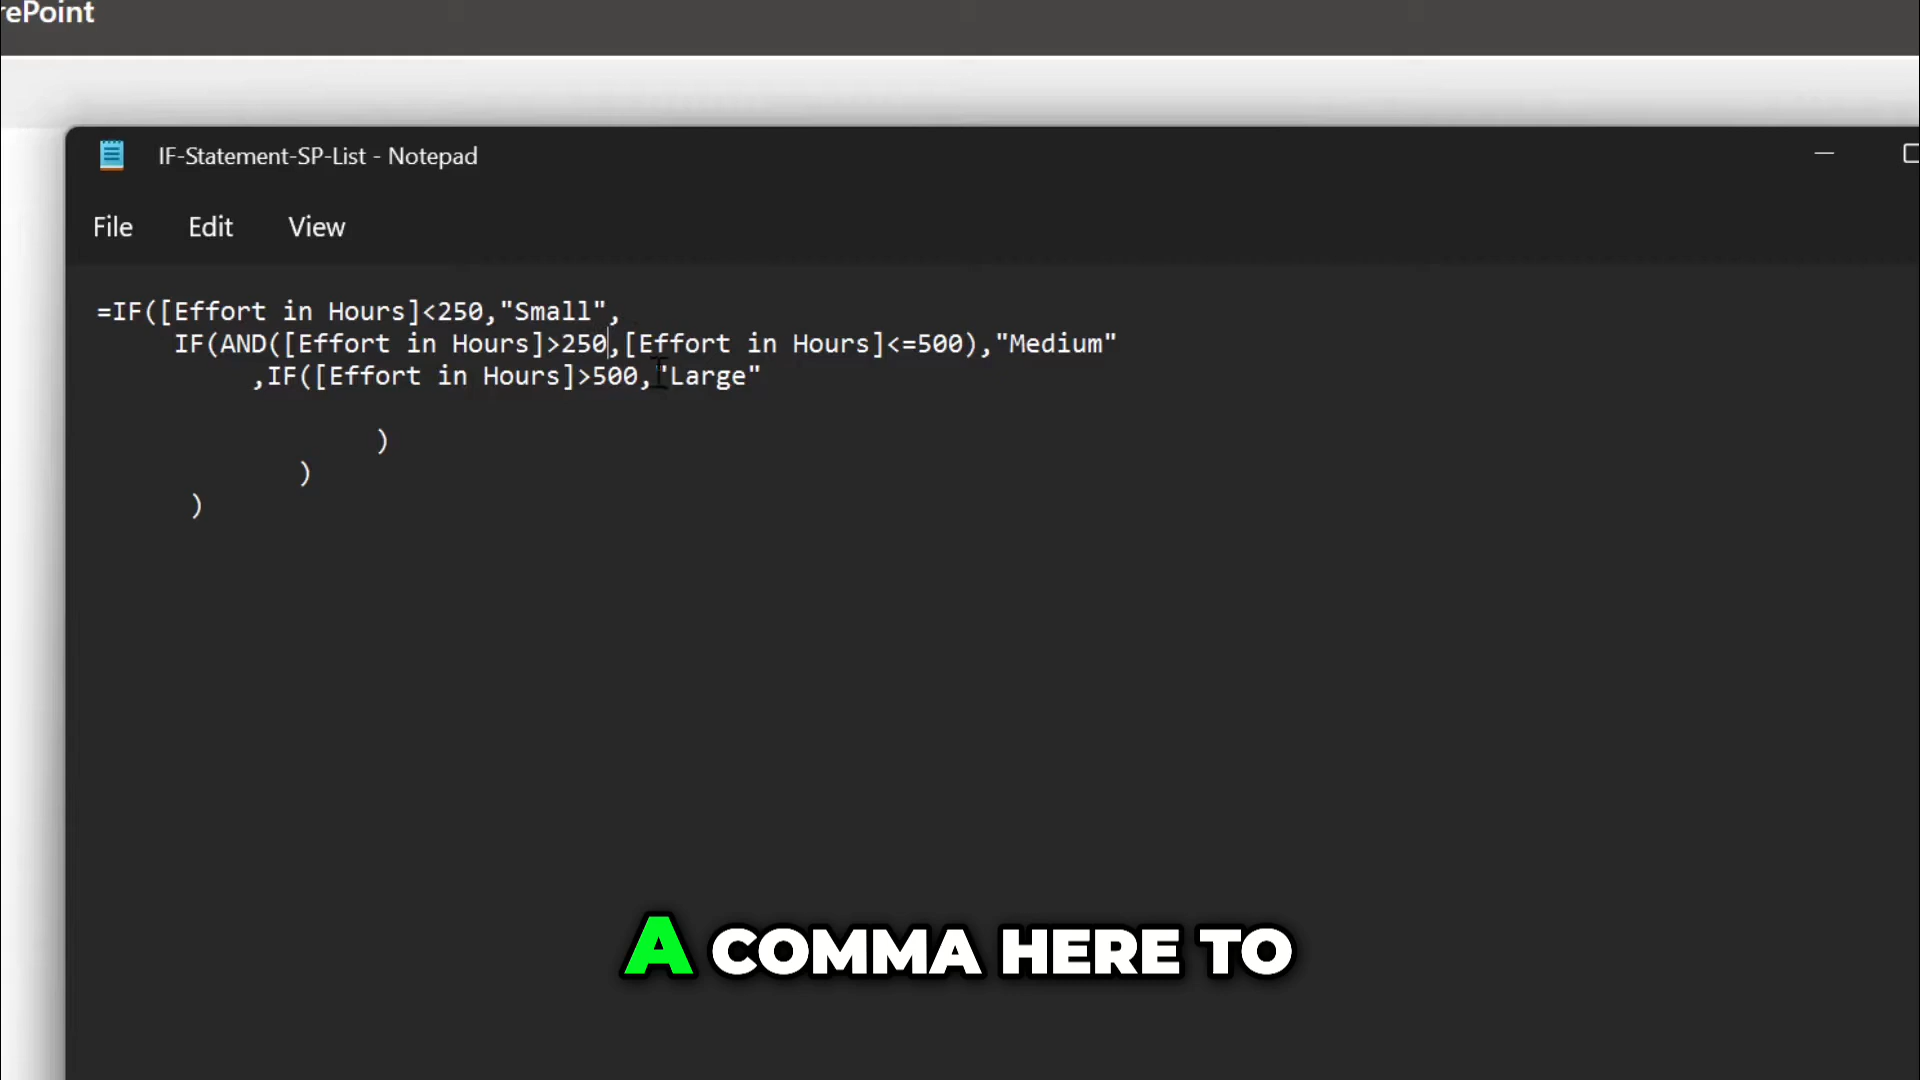 rePoint
IF-Statement-SP-List - Notepad
File Edit View
=IF([Effort in Hours]<250,"Small",
IF(AND([Effort in Hours]>250,[Effort in Hours]<=500),"Medium"
,IF([Effort in Hours]>500,"Large"
)
)
)
A COMMA HERE TO